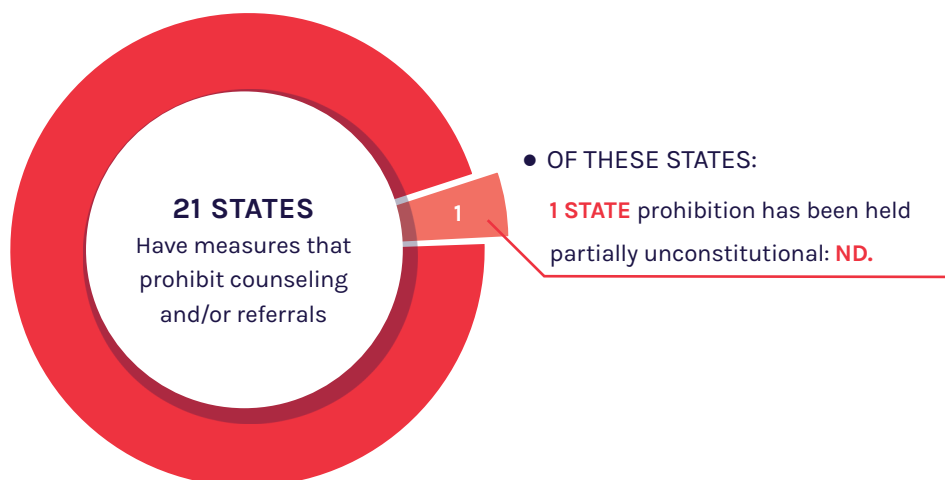 21 STATES
Have measures that
prohibit counseling
and/or referrals
1
● OF THESE STATES:
1 STATE prohibition has been held
partially unconstitutional: ND.